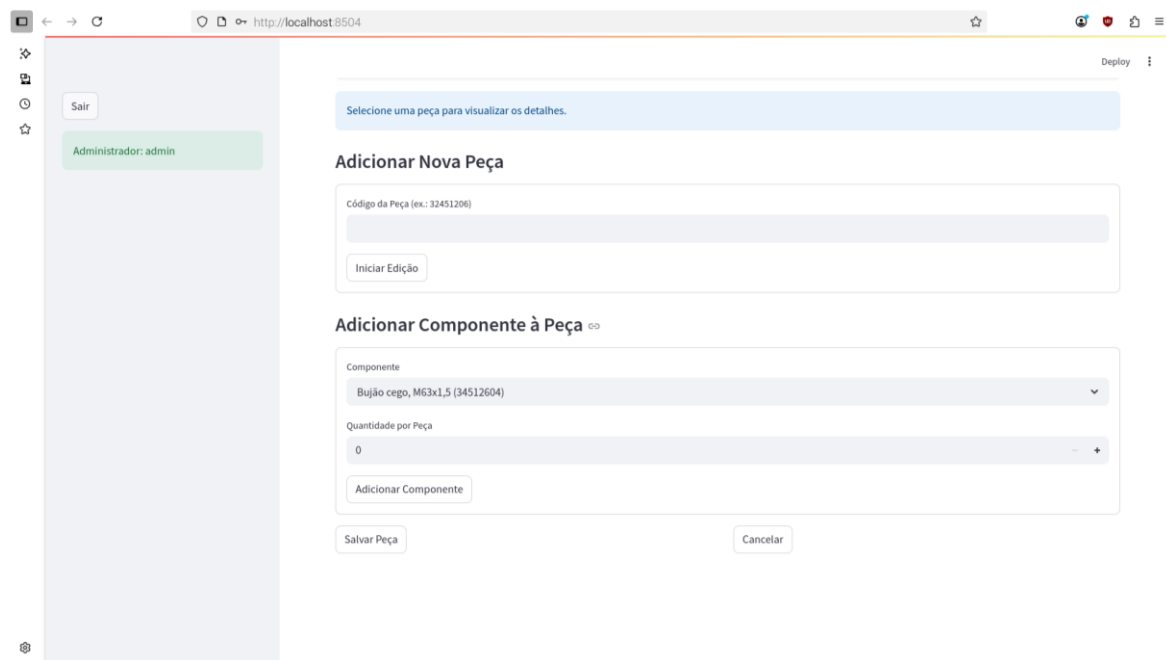 http://localhost:8504
Deploy
Sair
Administrador: admin
Selecione uma peça para visualizar os detalhes.
Adicionar Nova Peça
Código da Peça (ex.: 32451206)
Iniciar Edição
Adicionar Componente à Peça
Componente
Bujão cego, M63x1,5 (34512604)
Quantidade por Peça
0
Adicionar Componente
Salvar Peça
Cancelar